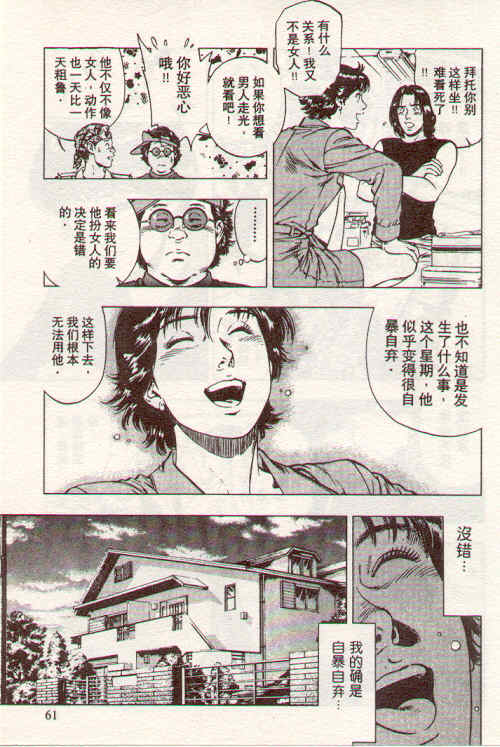 拜托你别
这样坐!!
难看死了
!!
有什么
关系！我又
不是女人!!
如果你想看
男人走光，
就看吧！
你好恶心
哦!!
他不仅不像
女人，动作
也一天比一
天粗鲁．
………
看来我们要
他扮女人的
决定是错
的．
也不知道是发
生了什么事，
这个星期，他
似乎变得很自
暴自弃．
这样下去，
我们根本
无法用他．
沒错…
我的确是
自暴自弃…
61